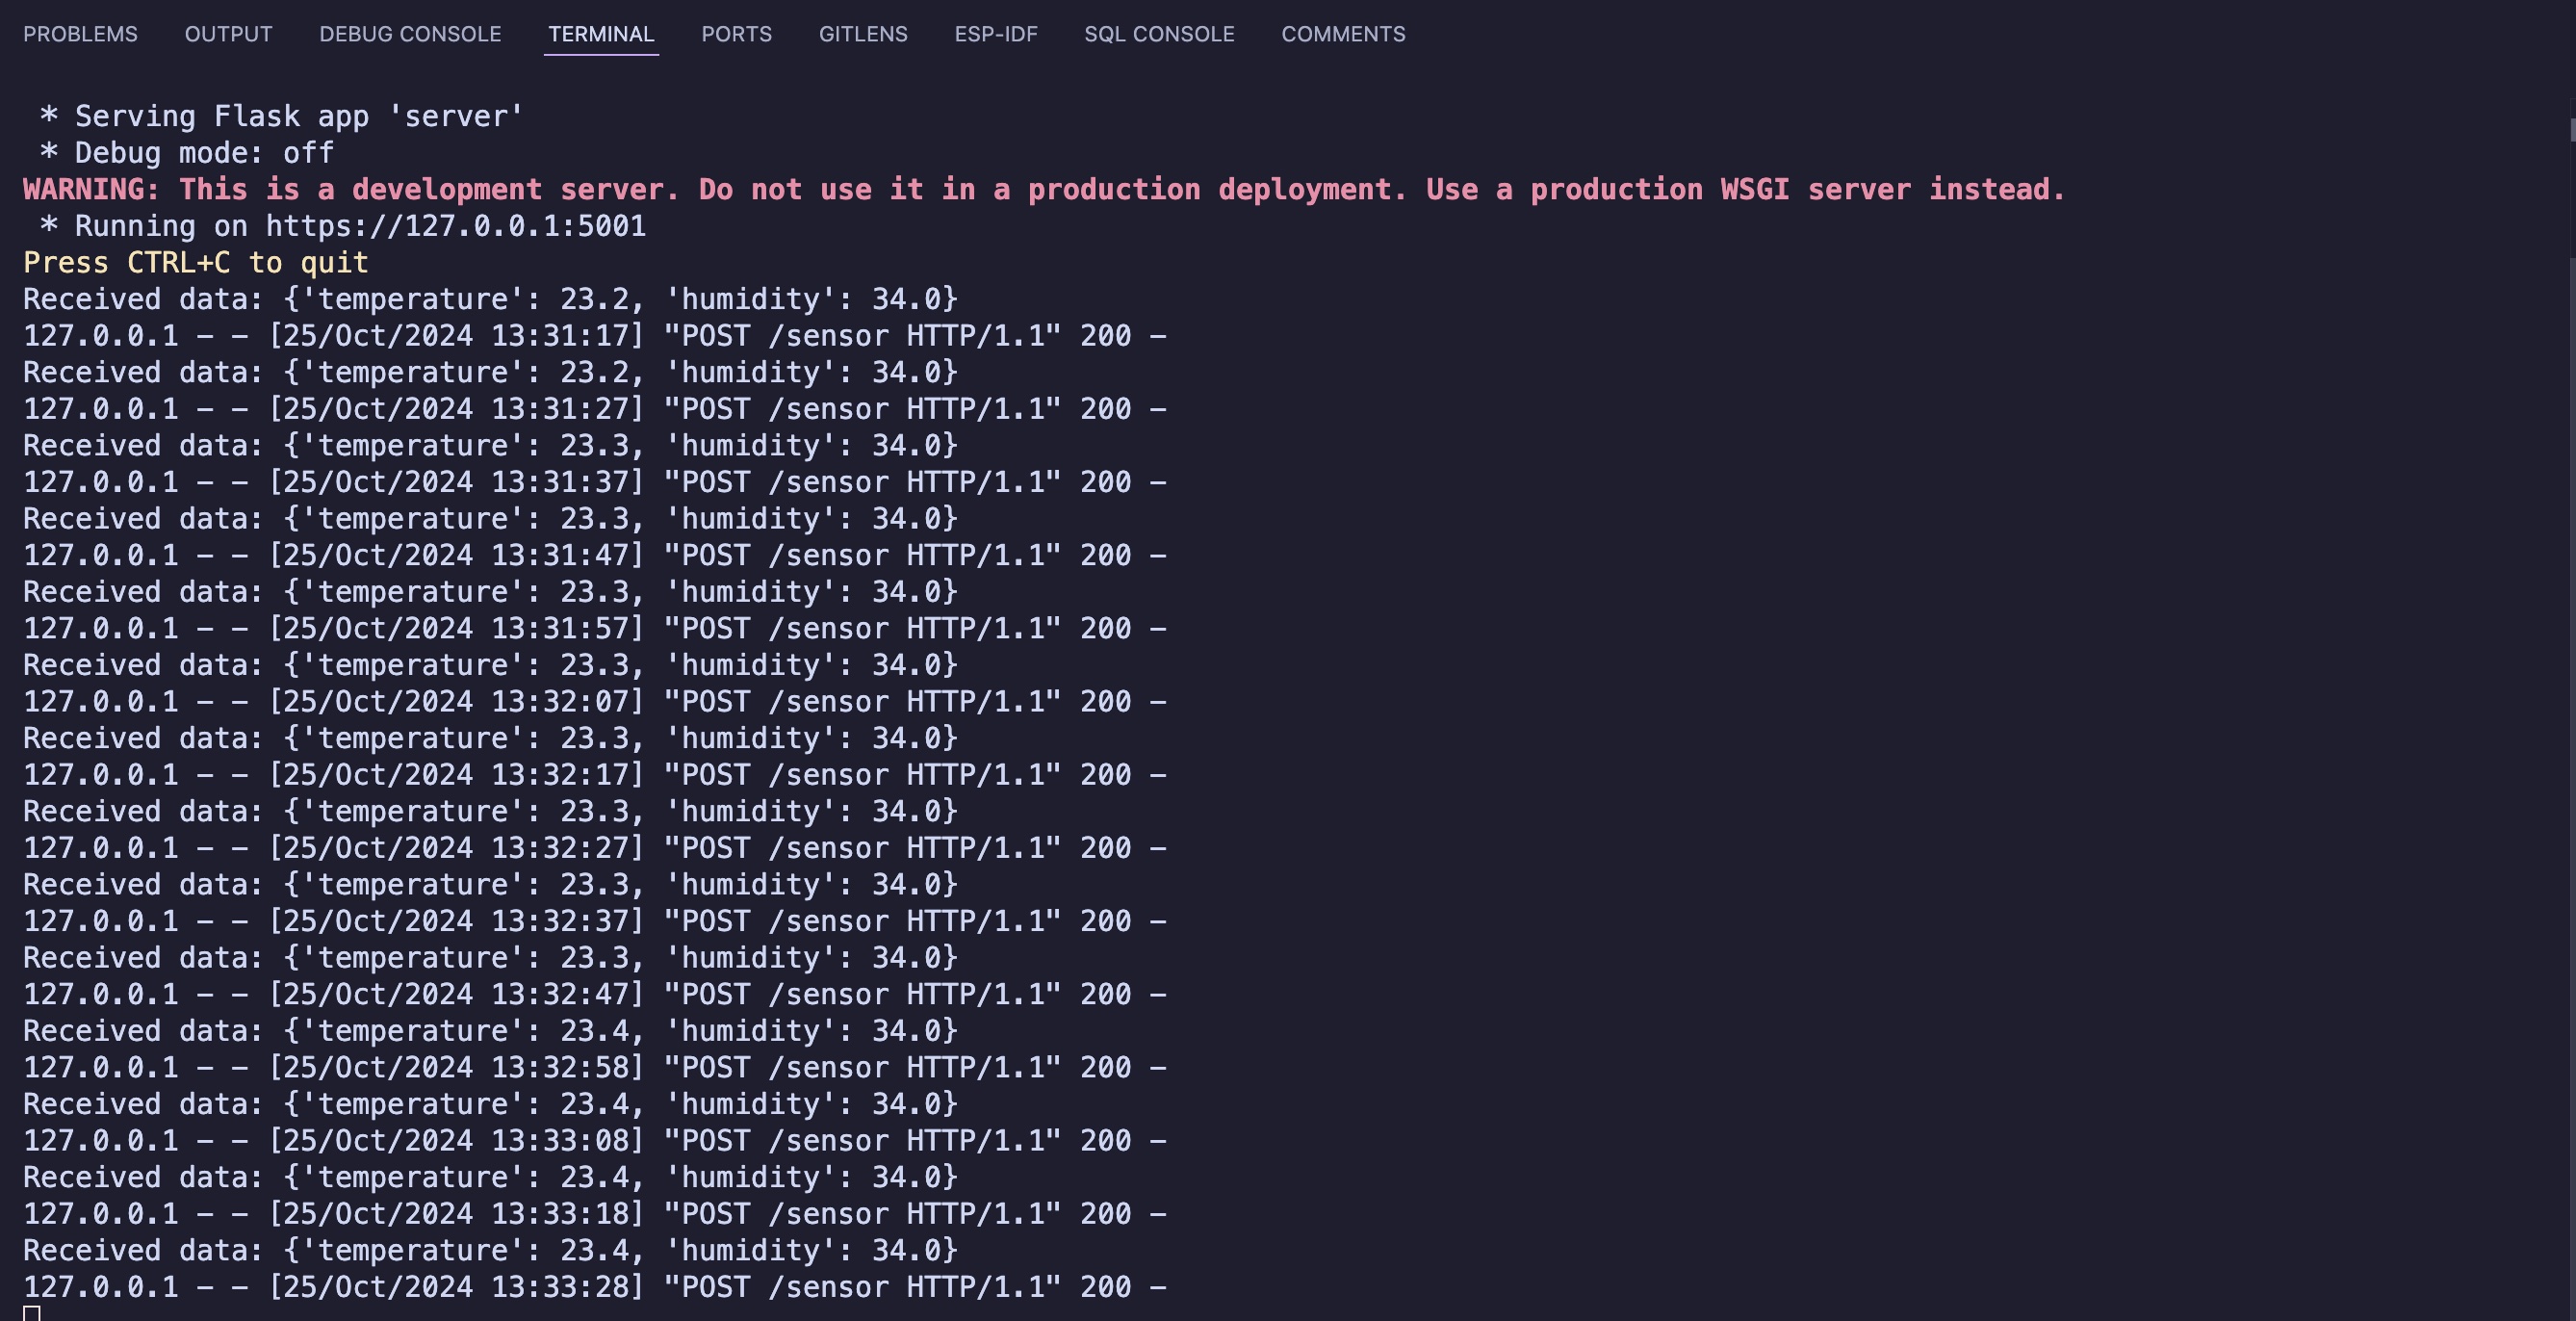 PROBLEMS OUTPUT DEBUG CONSOLE TERMINAL PORTS GITLENS ESP-IDF SQL CONSOLE COMMENTS
* Serving Flask app 'server'
* Debug mode: off
WARNING: This is a development server. Do not use it in a production deployment. Use a production WSGI server instead.
* Running on https://127.0.0.1:5001
Press CTRL+C to quit
Received data: {'temperature': 23.2, 'humidity': 34.0}
127.0.0.1 - - [25/Oct/2024 13:31:17] "POST /sensor HTTP/1.1" 200 -
Received data: {'temperature': 23.2, 'humidity': 34.0}
127.0.0.1 - - [25/Oct/2024 13:31:27] "POST /sensor HTTP/1.1" 200 -
Received data: {'temperature': 23.3, 'humidity': 34.0}
127.0.0.1 - - [25/Oct/2024 13:31:37] "POST /sensor HTTP/1.1" 200 -
Received data: {'temperature': 23.3, 'humidity': 34.0}
127.0.0.1 - - [25/Oct/2024 13:31:47] "POST /sensor HTTP/1.1" 200 -
Received data: {'temperature': 23.3, 'humidity': 34.0}
127.0.0.1 - - [25/Oct/2024 13:31:57] "POST /sensor HTTP/1.1" 200 -
Received data: {'temperature': 23.3, 'humidity': 34.0}
127.0.0.1 - - [25/Oct/2024 13:32:07] "POST /sensor HTTP/1.1" 200 -
Received data: {'temperature': 23.3, 'humidity': 34.0}
127.0.0.1 - - [25/Oct/2024 13:32:17] "POST /sensor HTTP/1.1" 200 -
Received data: {'temperature': 23.3, 'humidity': 34.0}
127.0.0.1 - - [25/Oct/2024 13:32:27] "POST /sensor HTTP/1.1" 200 -
Received data: {'temperature': 23.3, 'humidity': 34.0}
127.0.0.1 - - [25/Oct/2024 13:32:37] "POST /sensor HTTP/1.1" 200 -
Received data: {'temperature': 23.3, 'humidity': 34.0}
127.0.0.1 - - [25/Oct/2024 13:32:47] "POST /sensor HTTP/1.1" 200 -
Received data: {'temperature': 23.4, 'humidity': 34.0}
127.0.0.1 - - [25/Oct/2024 13:32:58] "POST /sensor HTTP/1.1" 200 -
Received data: {'temperature': 23.4, 'humidity': 34.0}
127.0.0.1 - - [25/Oct/2024 13:33:08] "POST /sensor HTTP/1.1" 200 -
Received data: {'temperature': 23.4, 'humidity': 34.0}
127.0.0.1 - - [25/Oct/2024 13:33:18] "POST /sensor HTTP/1.1" 200 -
Received data: {'temperature': 23.4, 'humidity': 34.0}
127.0.0.1 - - [25/Oct/2024 13:33:28] "POST /sensor HTTP/1.1" 200 -